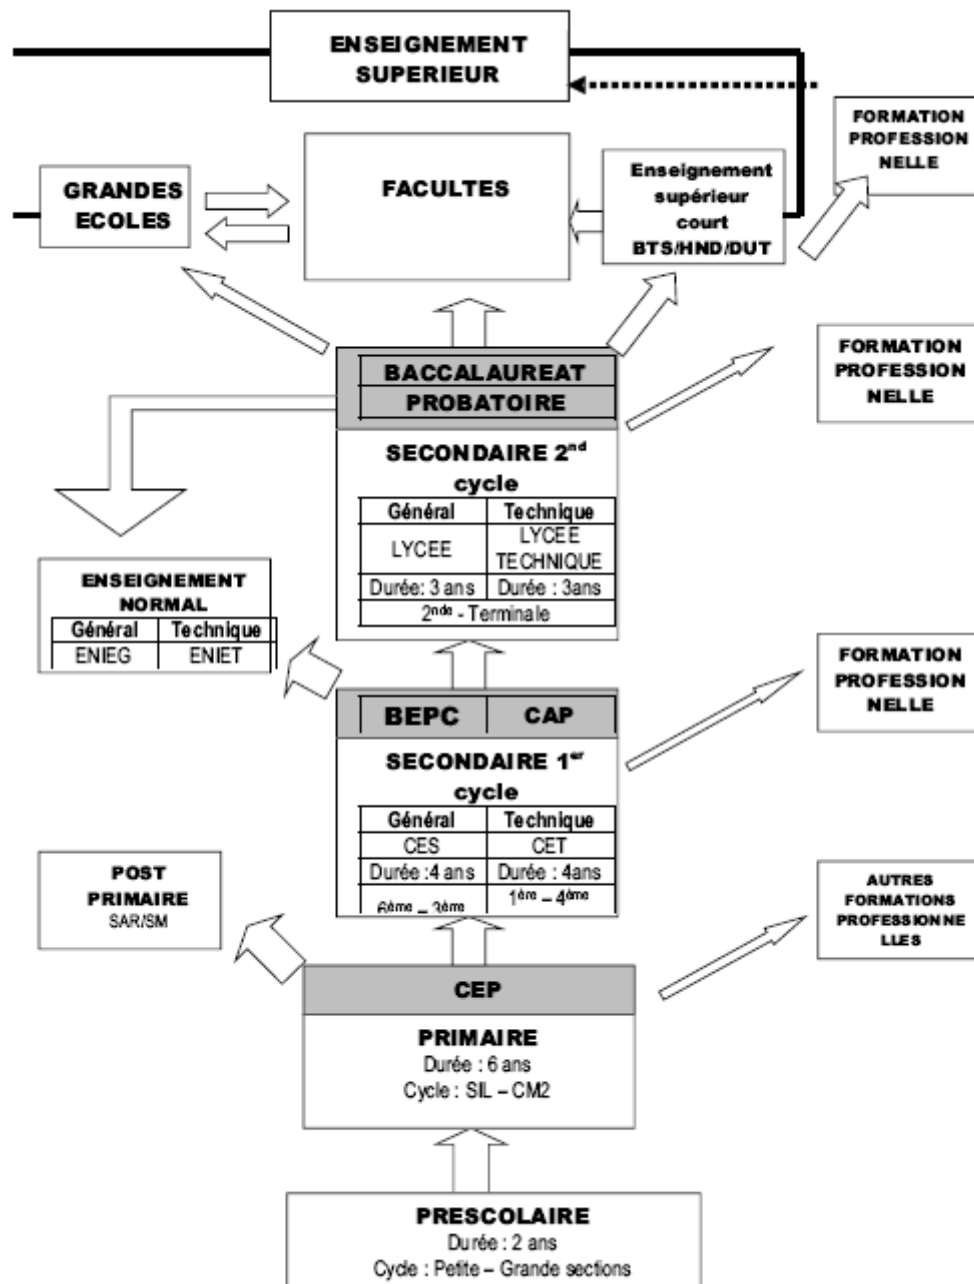 ENSEIGNEMENT
SUPERIEUR
FORMATION
PROFESSION
NELLE
GRANDES
ECOLES
FACULTES
Enseignement
supérieur
court
BTS/HND/DUT
BACCALAUREAT
PROBATOIRE
FORMATION
PROFESSION
NELLE
SECONDAIRE 2nd
cycle
Général Technique
LYCEE LYCEE
TECHNIQUE
Durée: 3 ans Durée : 3ans
2nde - Terminale
ENSEIGNEMENT
NORMAL
Général Technique
ENIEG ENIET
FORMATION
PROFESSION
NELLE
BEPC CAP
SECONDAIRE 1er
cycle
Général Technique
CES CET
Durée :4 ans Durée : 4ans
6ème – 3ème 1ère – 4ème
POST
PRIMAIRE
SAR/SM
AUTRES
FORMATIONS
PROFESSIONNE
LLES
CEP
PRIMAIRE
Durée : 6 ans
Cycle : SIL – CM2
PRESCOLAIRE
Durée : 2 ans
Cycle : Petite – Grande sections